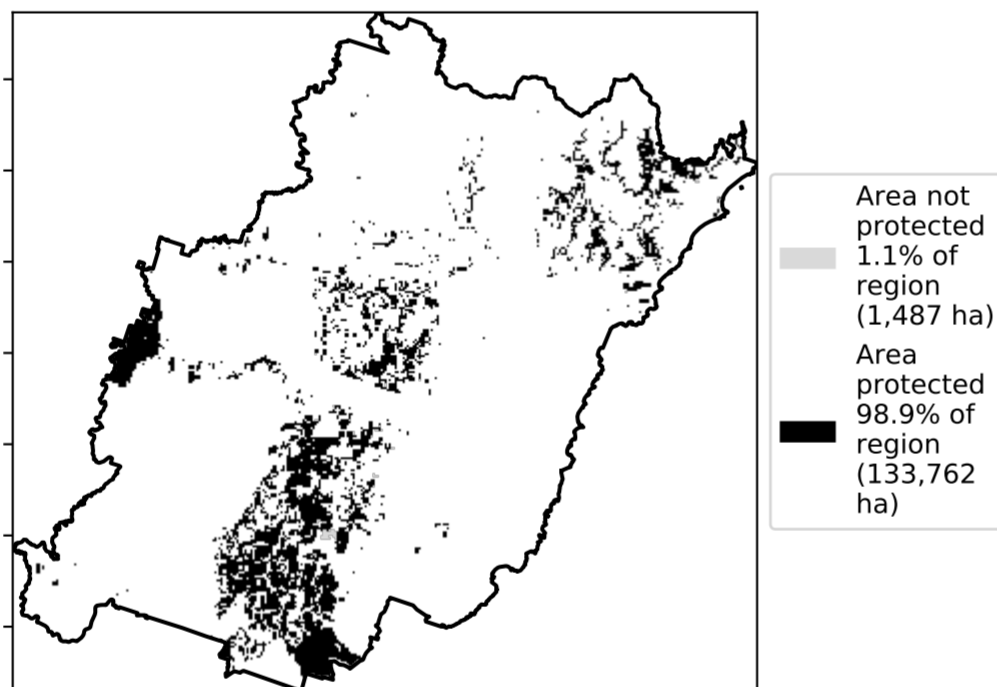 Area not
protected
1.1% of
region
(1,487 ha)
Area
protected
98.9% of
region
(133,762
ha)